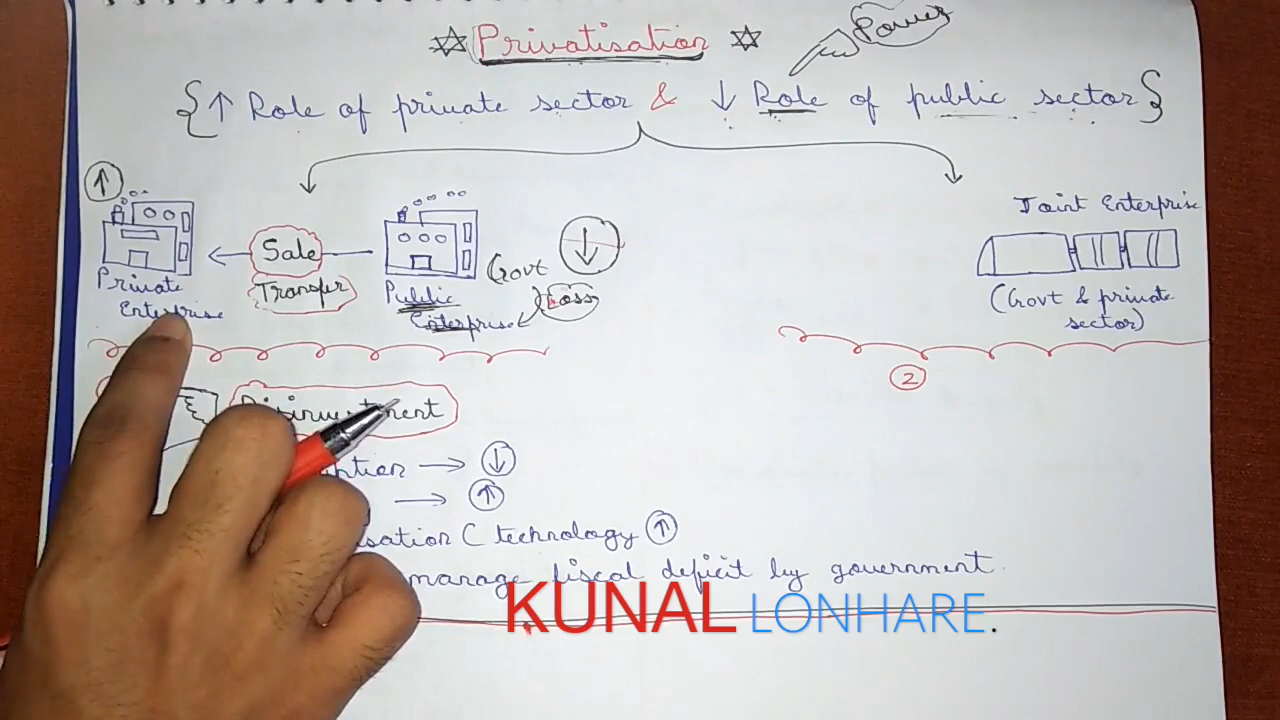 Privatisation
Power
{↑ Role of private sector & ↓ Role of public sector}
↑
Private
Enterprise
Sale
Transfer
Public
Enterprise
Govt
↓
Loss
Joint Enterprise
(Govt & private
sector)
2
Disinvestment
→ ↓
→ ↑
technology ↑
manage fiscal deficit by government.
KUNAL LONHARE.